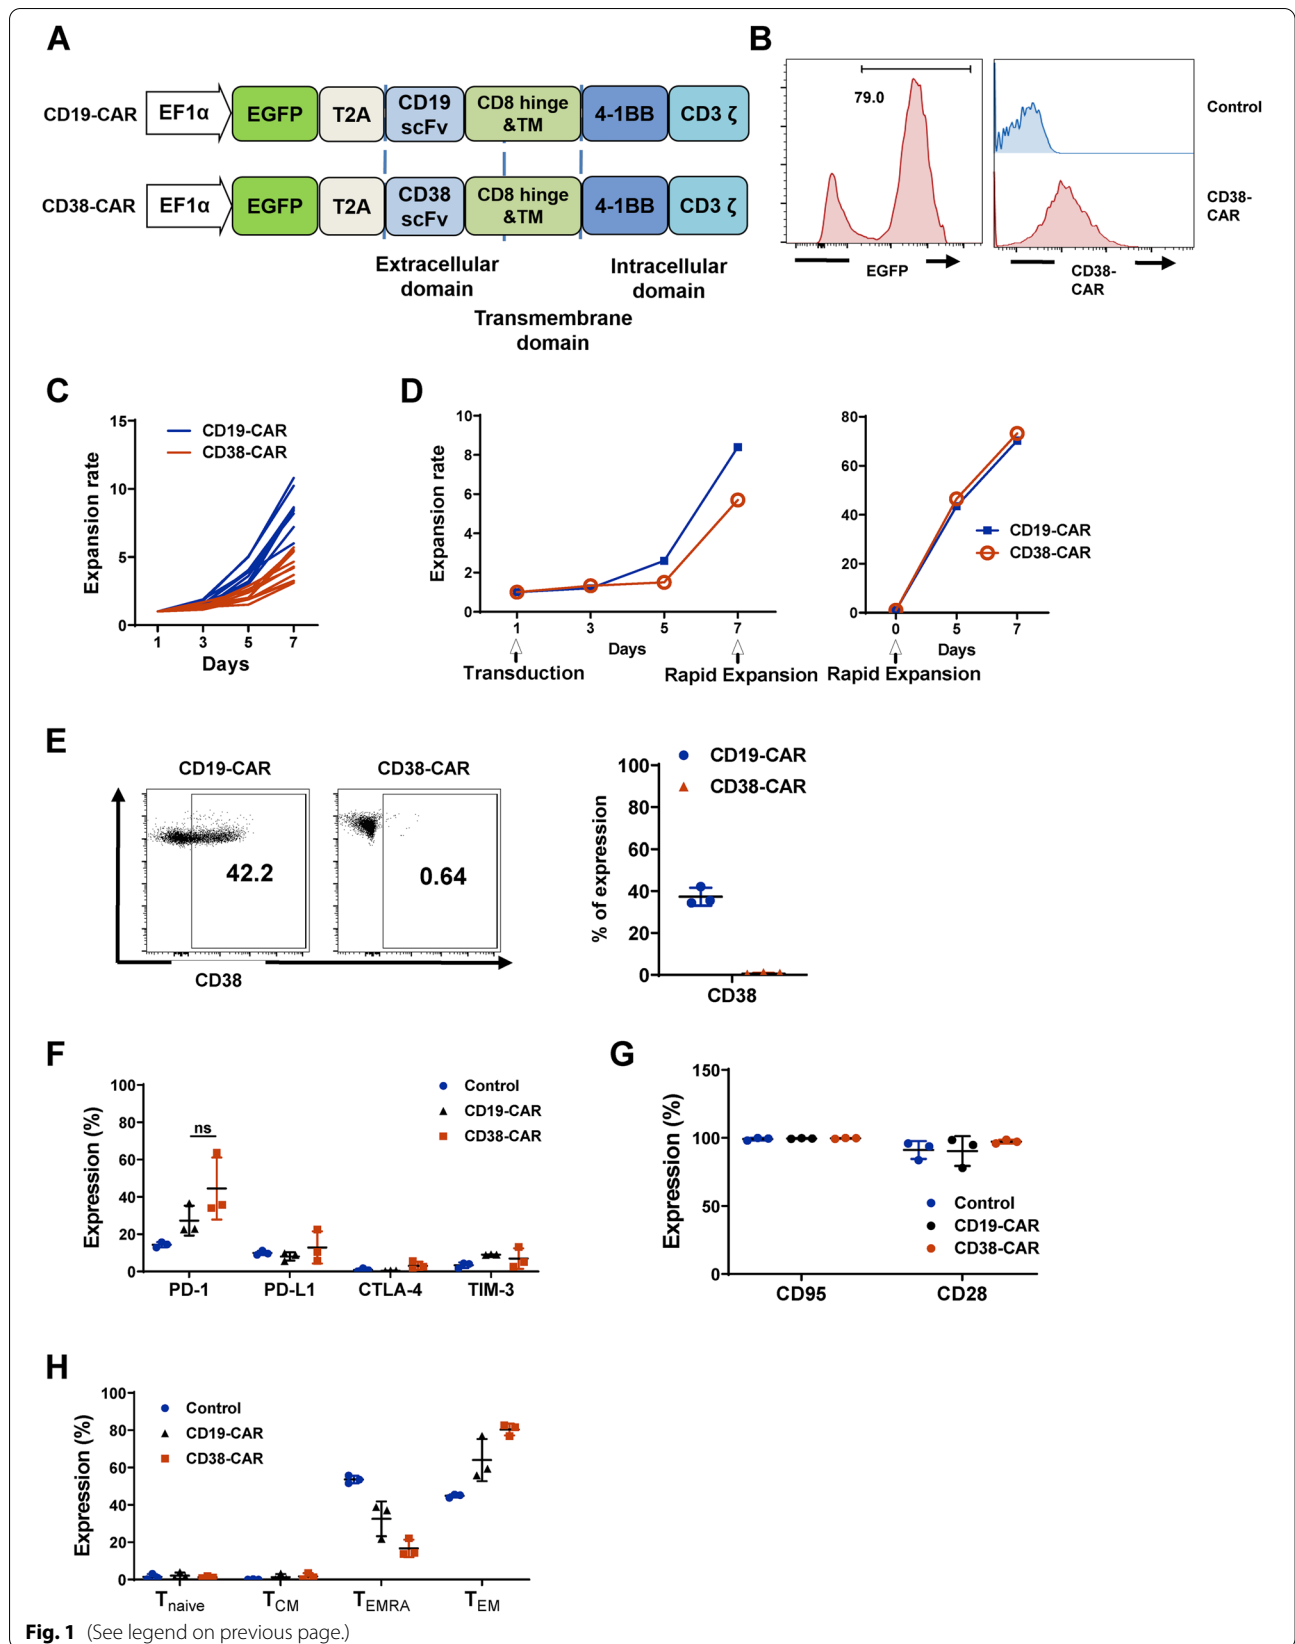 A
CD19-CAR EF1α EGFP T2A CD19 scFv CD8 hinge &TM 4-1BB CD3 ζ
CD38-CAR EF1α EGFP T2A CD38 scFv CD8 hinge &TM 4-1BB CD3 ζ
Extracellular domain
Intracellular domain
Transmembrane domain
B
79.0
EGFP
Control
CD38-CAR
CD38-CAR
C
Expansion rate
15
10
5
0
CD19-CAR
CD38-CAR
1 3 5 7
Days
D
Expansion rate
10
8
6
4
2
0
1 3 5 7
Days
Transduction
Rapid Expansion
80
60
40
20
0
CD19-CAR
CD38-CAR
0 5 7
Days
Rapid Expansion
E
CD19-CAR
CD38-CAR
42.2
0.64
CD38
% of expression
100
80
60
40
20
0
CD19-CAR
CD38-CAR
CD38
F
Expression (%)
100
80
60
40
20
0
ns
Control
CD19-CAR
CD38-CAR
PD-1 PD-L1 CTLA-4 TIM-3
G
Expression (%)
150
100
50
0
Control
CD19-CAR
CD38-CAR
CD95 CD28
H
Expression (%)
100
80
60
40
20
0
Control
CD19-CAR
CD38-CAR
Tnaive TCM TEMRA TEM
Fig. 1 (See legend on previous page.)